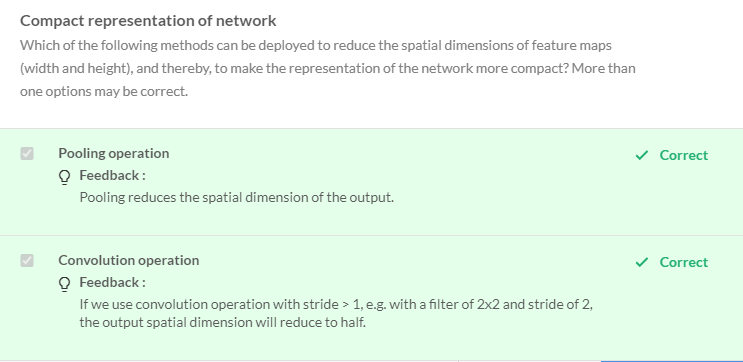 Compact representation of network
Which of the following methods can be deployed to reduce the spatial dimensions of feature maps
(width and height), and thereby, to make the representation of the network more compact? More than
one options may be correct.
Pooling operation
Correct
Feedback :
Pooling reduces the spatial dimension of the output.
Convolution operation
Correct
Feedback :
If we use convolution operation with stride > 1, e.g. with a filter of 2x2 and stride of 2,
the output spatial dimension will reduce to half.